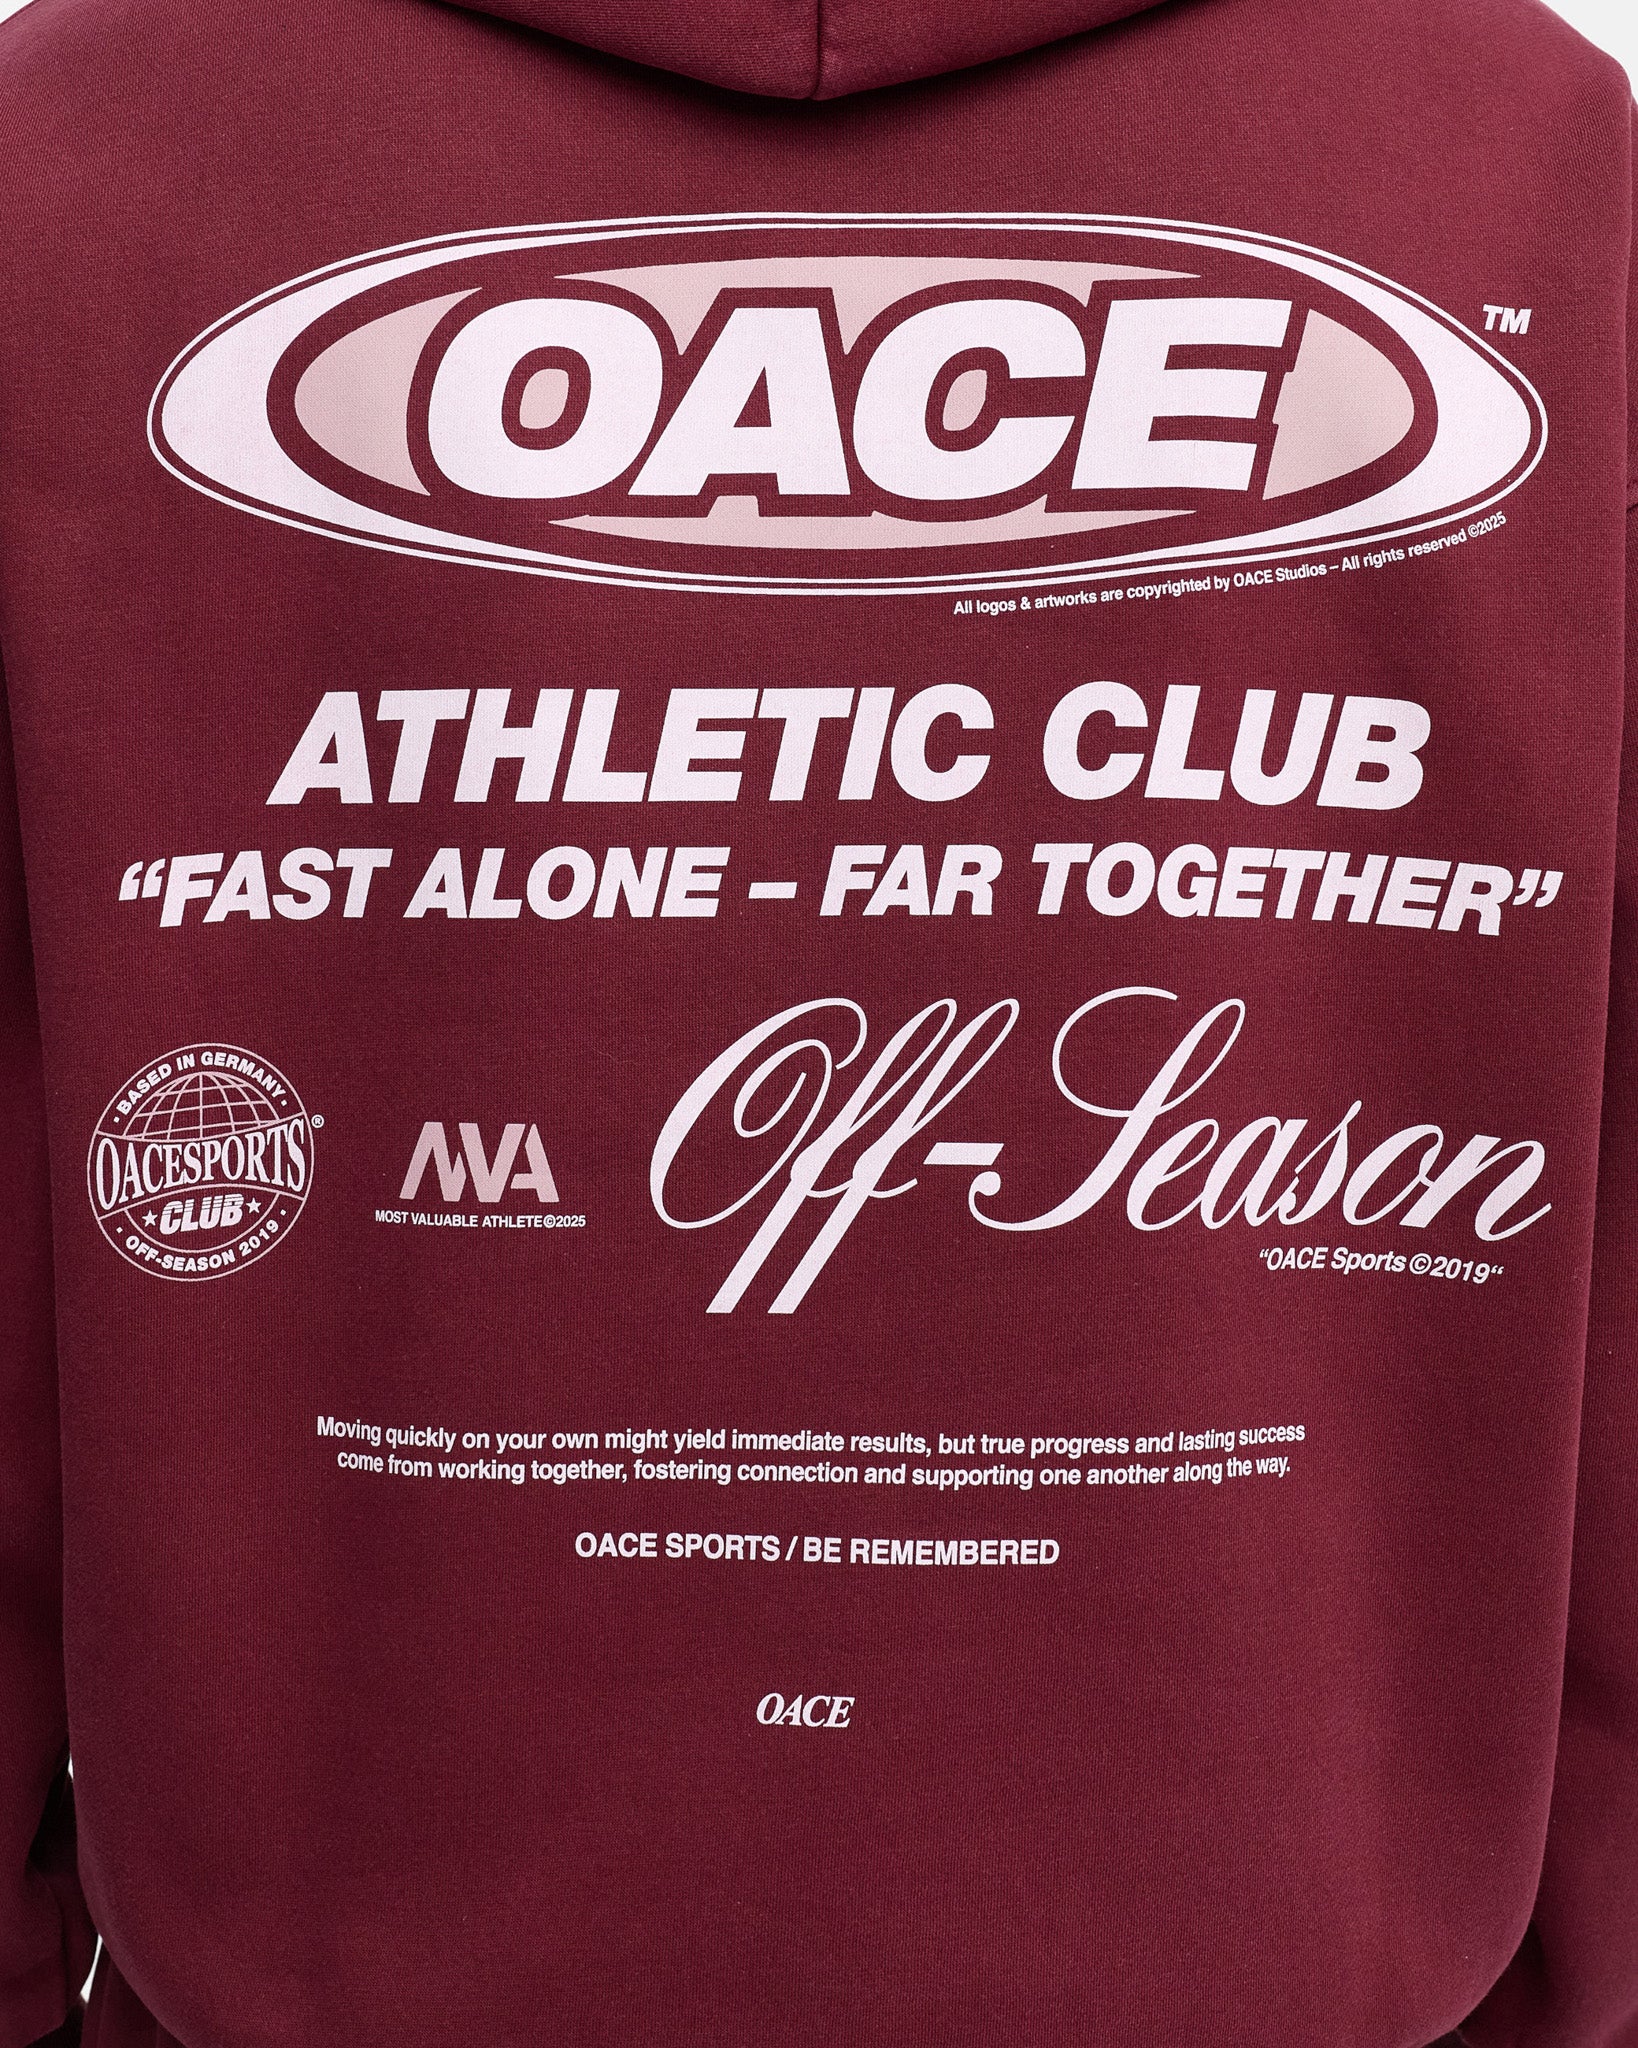 OACE
TM
All logos & artworks are copyrighted by OACE Studios – All rights reserved ©2025
ATHLETIC CLUB
“FAST ALONE – FAR TOGETHER”
· BASED IN GERMANY ·
OACESPORTS ®
★CLUB★
· OFF-SEASON 2019 ·
MVA
MOST VALUABLE ATHLETE©2025
Off-Season
“OACE Sports©2019“
Moving quickly on your own might yield immediate results, but true progress and lasting success
come from working together, fostering connection and supporting one another along the way.
OACE SPORTS / BE REMEMBERED
OACE